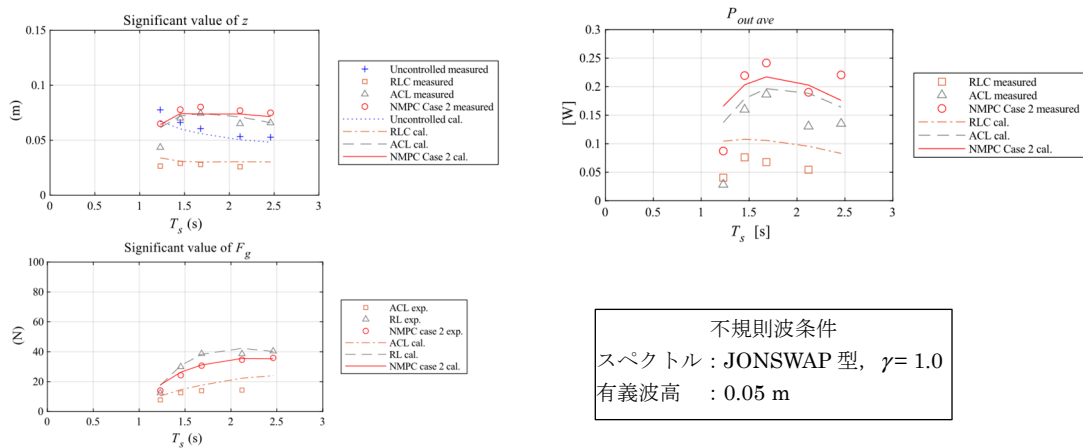 Significant value of z
0.15
0.1
0.05
0
(m)
0 0.5 1 1.5 2 2.5 3
T_s (s)
Uncontrolled measured
RLC measured
ACL measured
NMPC Case 2 measured
Uncontrolled cal.
RLC cal.
ACL cal.
NMPC Case 2 cal.
P_out ave
0.3
0.25
0.2
0.15
0.1
0.05
0
[W]
0 0.5 1 1.5 2 2.5 3
T_s [s]
RLC measured
ACL measured
NMPC Case 2 measured
RLC cal.
ACL cal.
NMPC Case 2 cal.
Significant value of F_g
100
80
60
40
20
0
(N)
0 0.5 1 1.5 2 2.5 3
T_s (s)
ACL exp.
RL exp.
NMPC case 2 exp.
ACL cal.
RL cal.
NMPC case 2 cal.
不規則波条件
スペクトル：JONSWAP 型，γ= 1.0
有義波高　：0.05 m